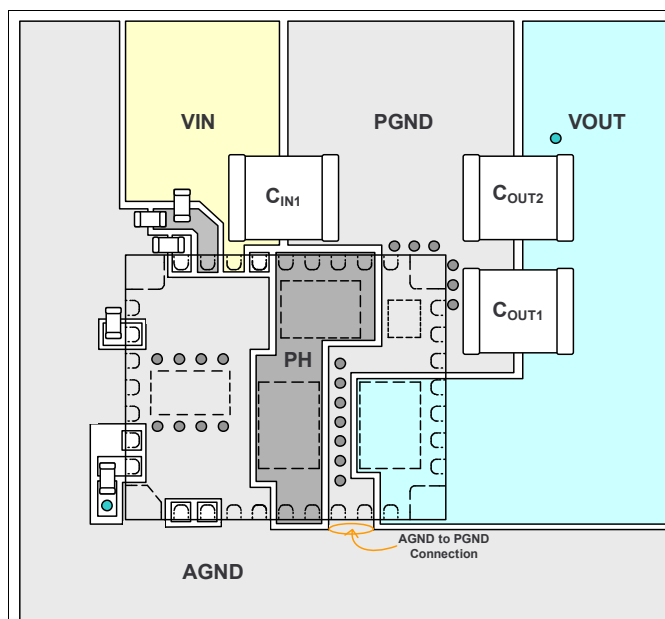 VIN
PGND
VOUT
CIN1
COUT2
COUT1
PH
AGND to PGND
Connection
AGND